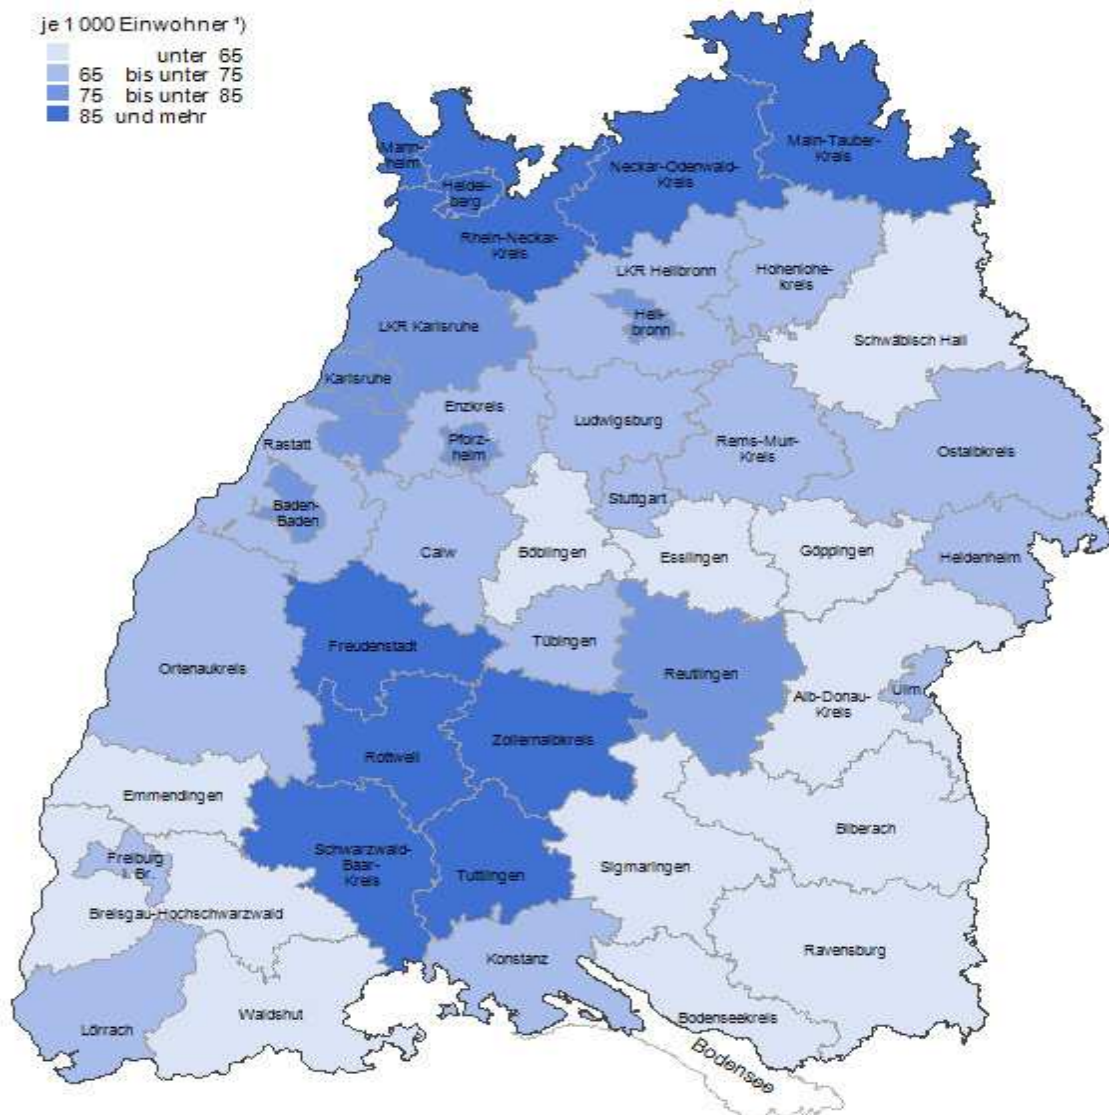 je 1 000 Einwohner ¹)
unter 65
65 bis unter 75
75 bis unter 85
85 und mehr
Mann-
heim
Heidel-
berg
Rhein-Neckar-
Kreis
Neckar-Odenwald-
Kreis
Main-Tauber-
Kreis
LKR Heilbronn
Hohenlohe-
kreis
Heil-
bronn
LKR Karlsruhe
Schwäbisch Hall
Karlsruhe
Enzkreis
Ludwigsburg
Rastatt
Pforz-
heim
Rems-Murr-
Kreis
Ostalbkreis
Baden-
Baden
Stuttgart
Calw
Böblingen
Esslingen
Göppingen
Heidenheim
Freudenstadt
Tübingen
Ortenaukreis
Reutlingen
Alb-Donau-
Kreis
Ulm
Rottweil
Zollernalbkreis
Emmendingen
Biberach
Freiburg
i. Br.
Schwarzwald-
Baar-
Kreis
Tuttlingen
Sigmaringen
Breisgau-Hochschwarzwald
Konstanz
Ravensburg
Lörrach
Waldshut
Bodenseekreis
Bodensee